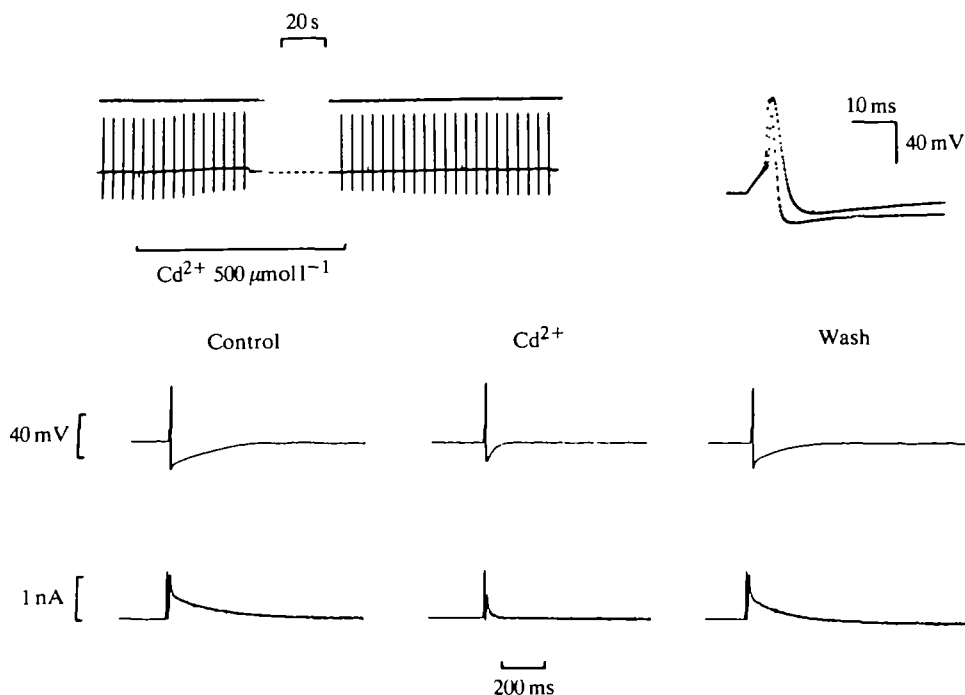 20 s
10 ms
40 mV
Cd²⁺ 500 μmol l⁻¹
Control
Cd²⁺
Wash
40 mV
1 nA
200 ms